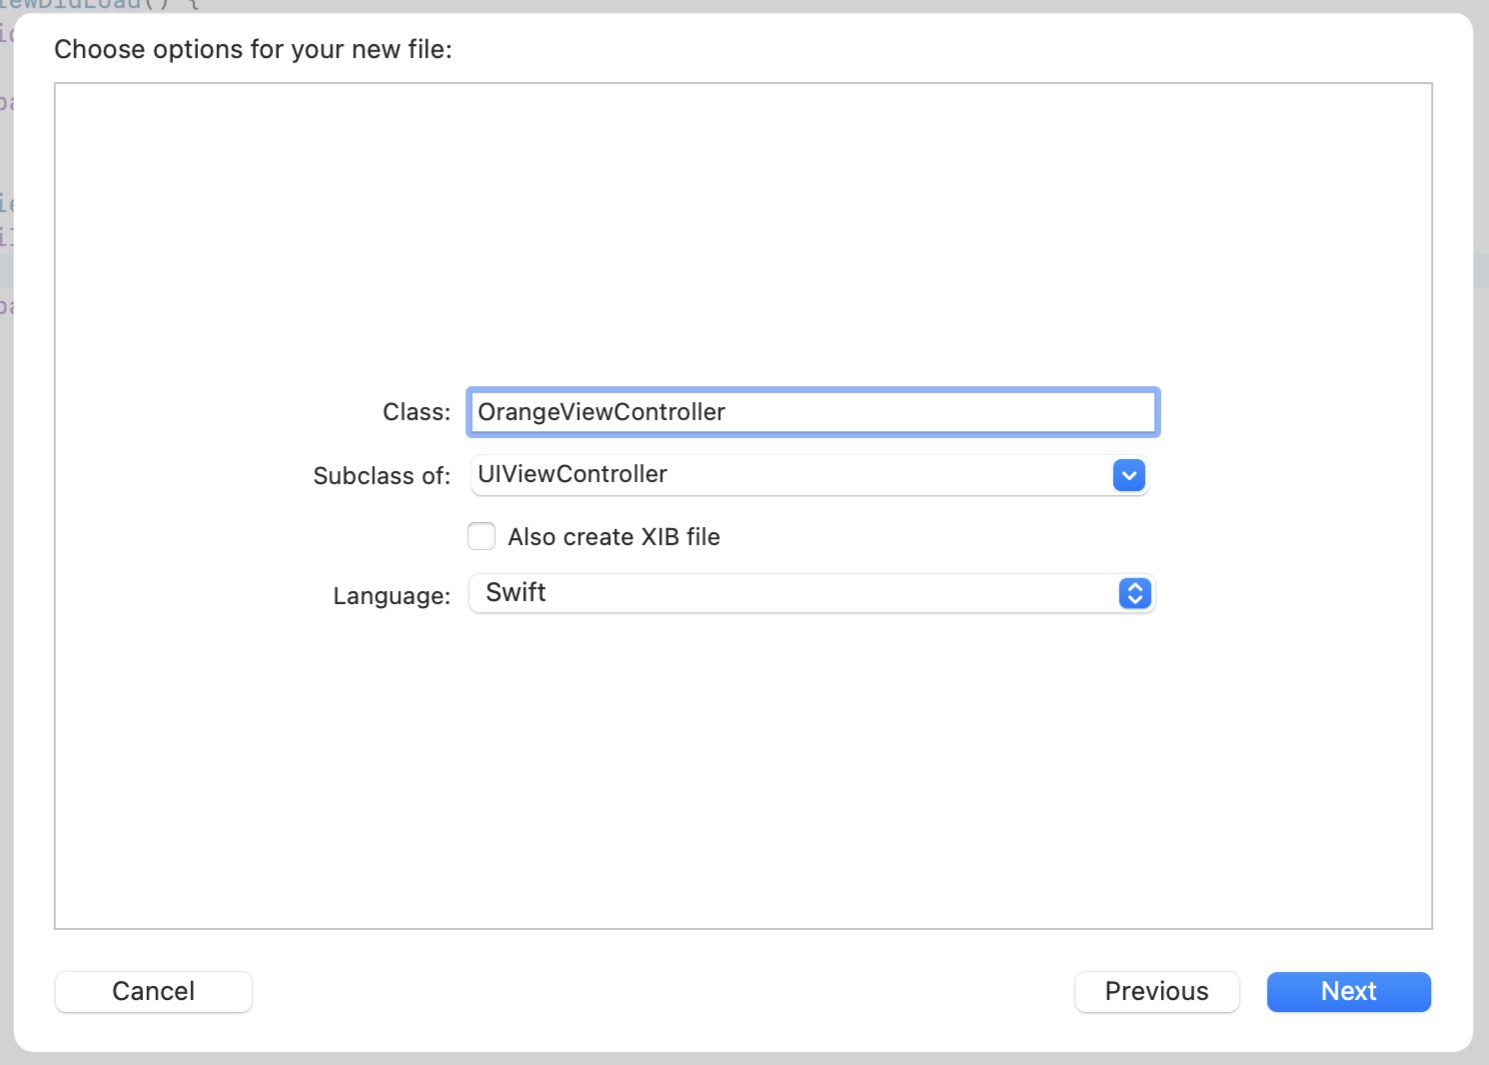 ewDidLoad() {
Choose options for your new file:
Class: OrangeViewController
Subclass of: UIViewController
Also create XIB file
Language: Swift
Cancel Previous Next